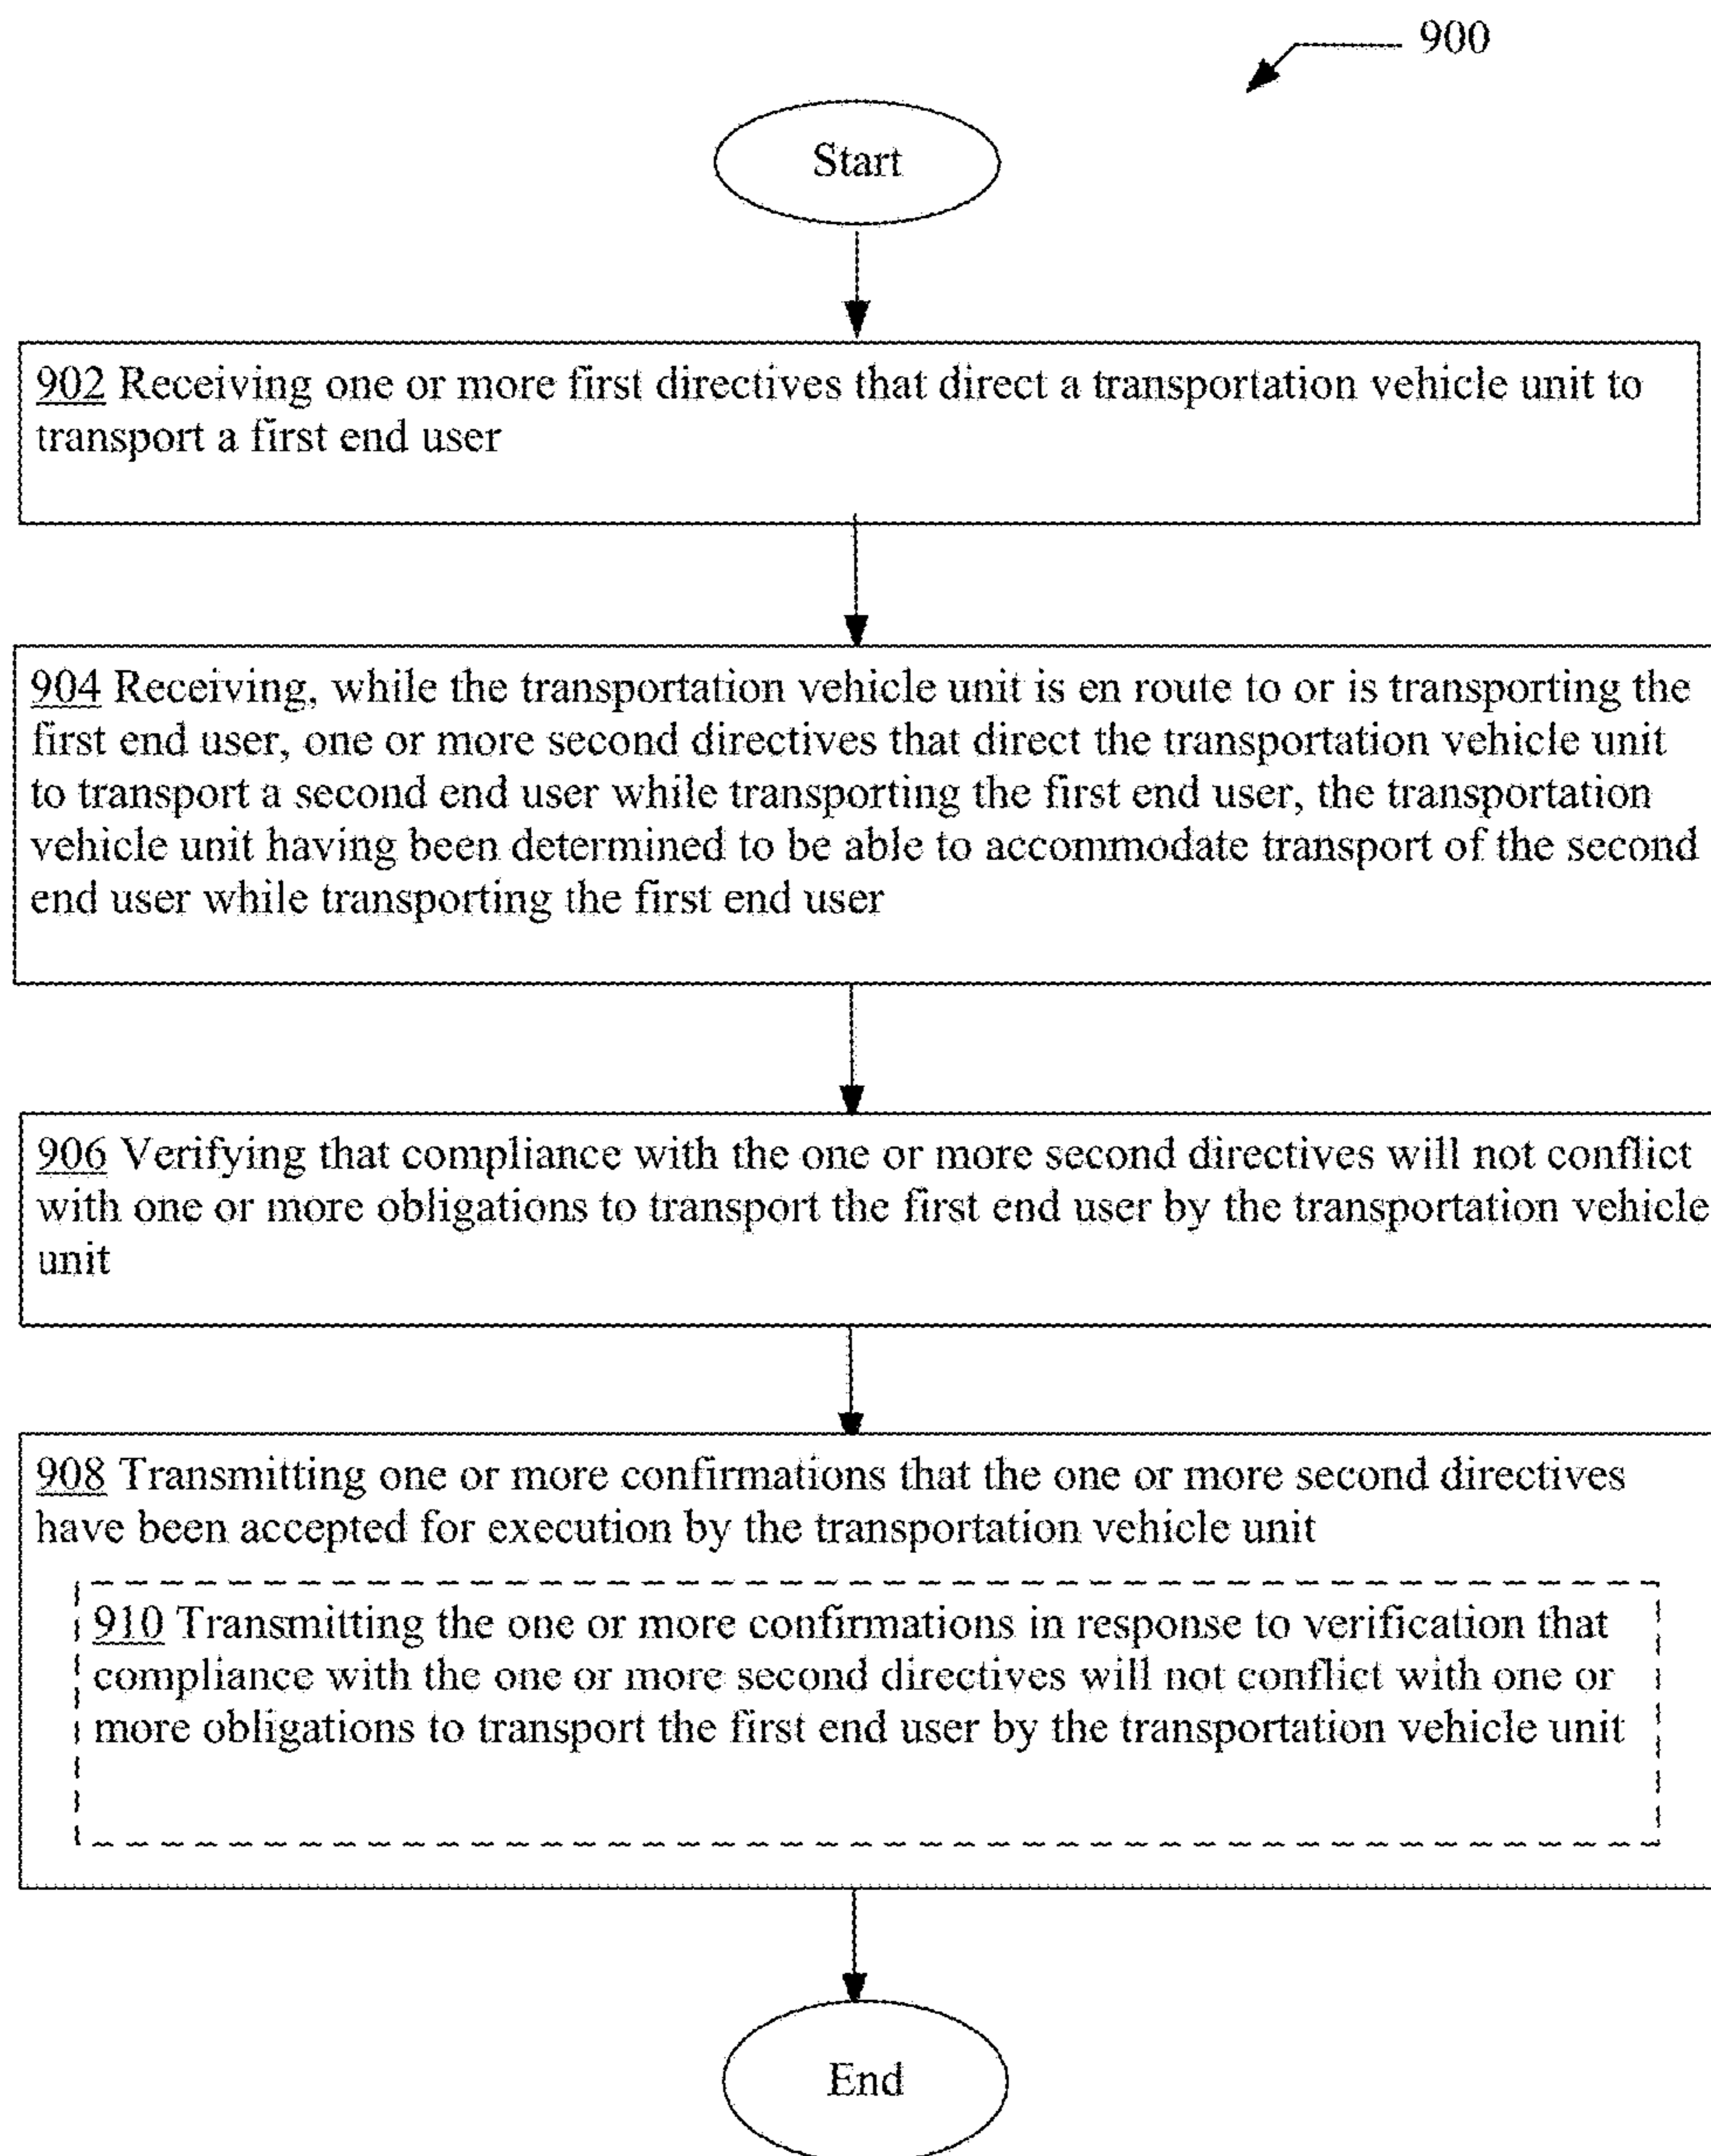 900
Start
902 Receiving one or more first directives that direct a transportation vehicle unit to
transport a first end user
904 Receiving, while the transportation vehicle unit is en route to or is transporting the
first end user, one or more second directives that direct the transportation vehicle unit
to transport a second end user while transporting the first end user, the transportation
vehicle unit having been determined to be able to accommodate transport of the second
end user while transporting the first end user
906 Verifying that compliance with the one or more second directives will not conflict
with one or more obligations to transport the first end user by the transportation vehicle
unit
908 Transmitting one or more confirmations that the one or more second directives
have been accepted for execution by the transportation vehicle unit
910 Transmitting the one or more confirmations in response to verification that
compliance with the one or more second directives will not conflict with one or
more obligations to transport the first end user by the transportation vehicle unit
End